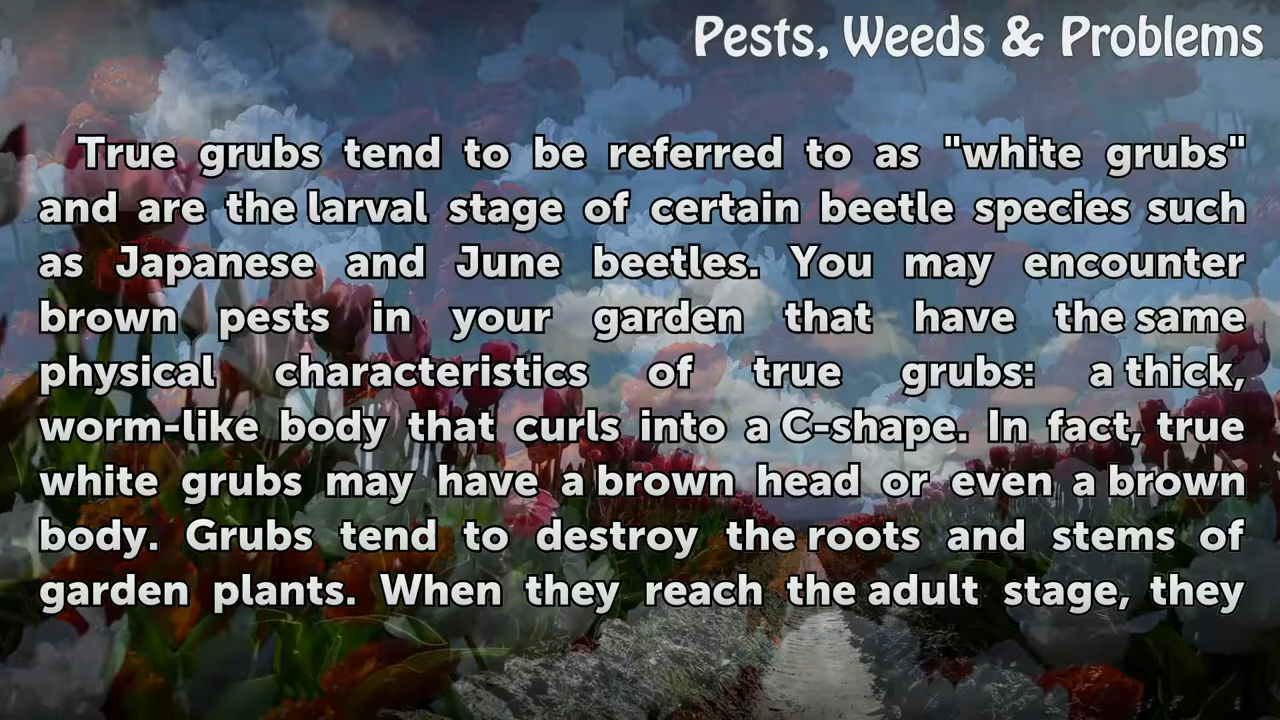 Pests, Weeds & Problems
True grubs tend to be referred to as "white grubs"
and are the larval stage of certain beetle species such
as Japanese and June beetles. You may encounter
brown pests in your garden that have the same
physical characteristics of true grubs: a thick,
worm-like body that curls into a C-shape. In fact, true
white grubs may have a brown head or even a brown
body. Grubs tend to destroy the roots and stems of
garden plants. When they reach the adult stage, they